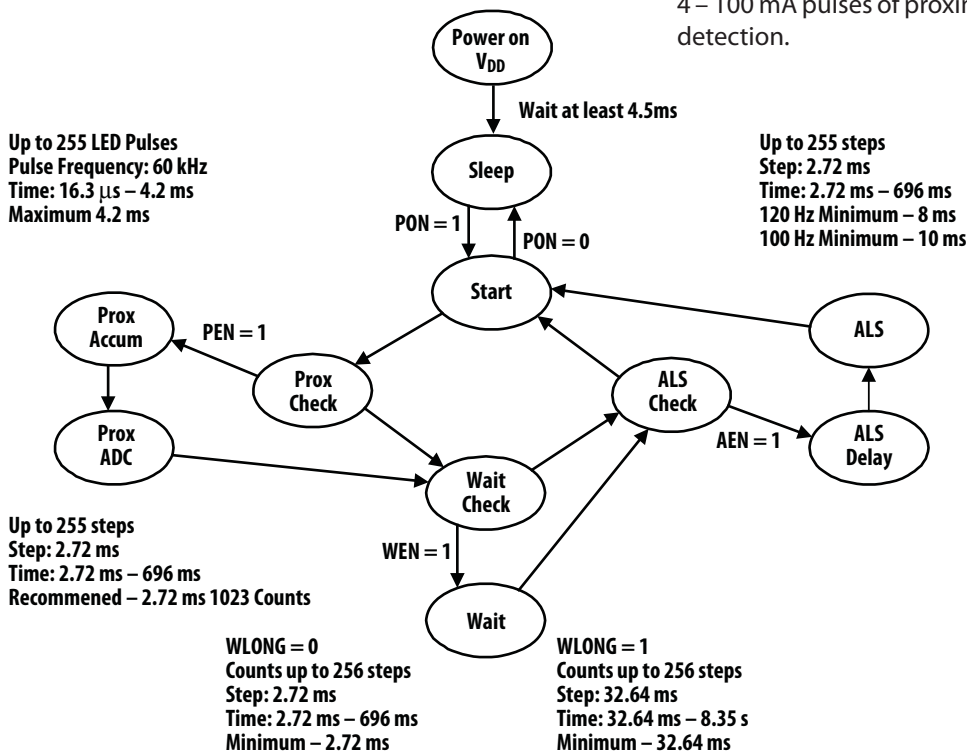 4 – 100 mA pulses of proxim
detection.
Power on
VDD
Wait at least 4.5ms
Up to 255 LED Pulses
Pulse Frequency: 60 kHz
Time: 16.3 μs – 4.2 ms
Maximum 4.2 ms
Sleep
Up to 255 steps
Step: 2.72 ms
Time: 2.72 ms – 696 ms
120 Hz Minimum – 8 ms
100 Hz Minimum – 10 ms
PON = 1
PON = 0
Start
Prox
Accum
PEN = 1
Prox
Check
ALS
Check
ALS
Prox
ADC
AEN = 1
ALS
Delay
Wait
Check
Up to 255 steps
Step: 2.72 ms
Time: 2.72 ms – 696 ms
Recommened – 2.72 ms 1023 Counts
WEN = 1
Wait
WLONG = 0
Counts up to 256 steps
Step: 2.72 ms
Time: 2.72 ms – 696 ms
Minimum – 2.72 ms
WLONG = 1
Counts up to 256 steps
Step: 32.64 ms
Time: 32.64 ms – 8.35 s
Minimum – 32.64 ms